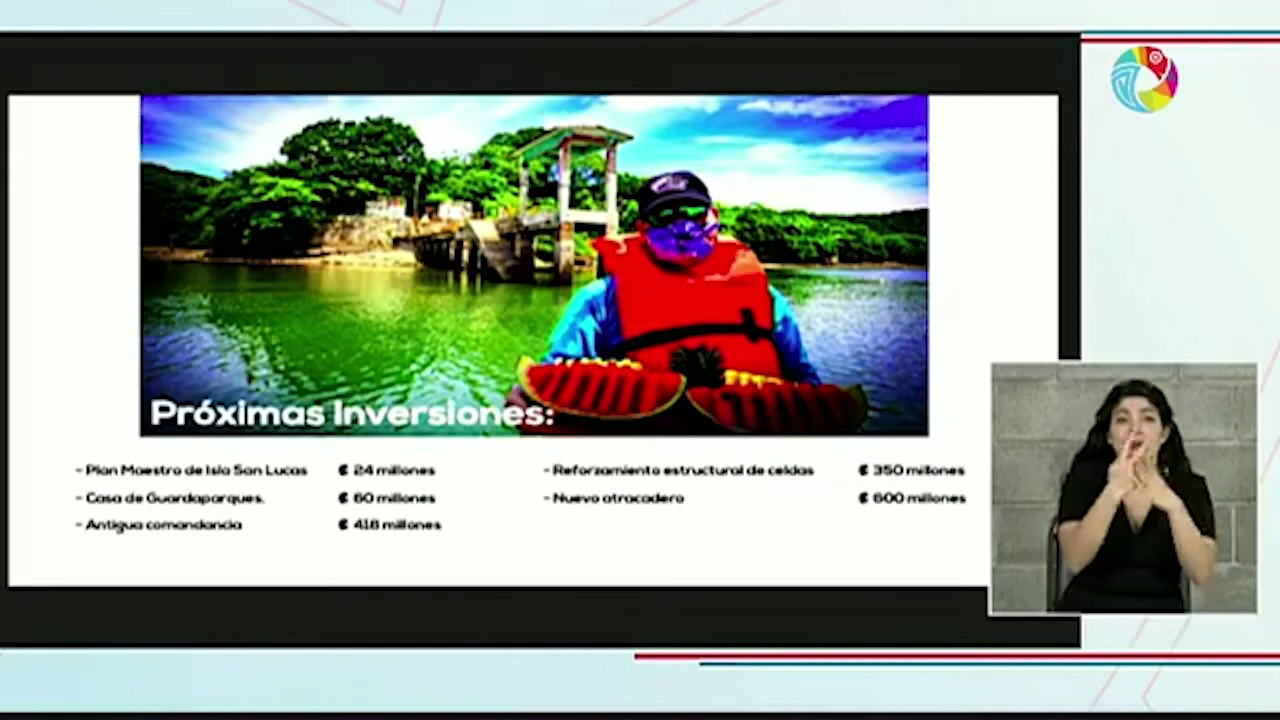 Próximas Inversiones:
- Plan Maestro de Isla San Lucas ₡ 24 millones
- Casa de Guardaparques. ₡ 60 millones
- Antigua comandancia ₡ 418 millones
- Reforzamiento estructural de celdas ₡ 350 millones
- Nuevo atracadero ₡ 600 millones